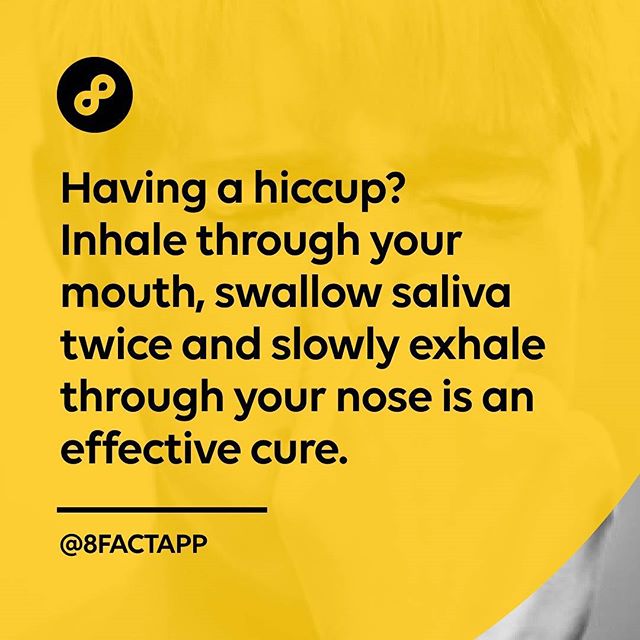 Having a hiccup?
Inhale through your
mouth, swallow saliva
twice and slowly exhale
through your nose is an
effective cure.
@8FACTAPP